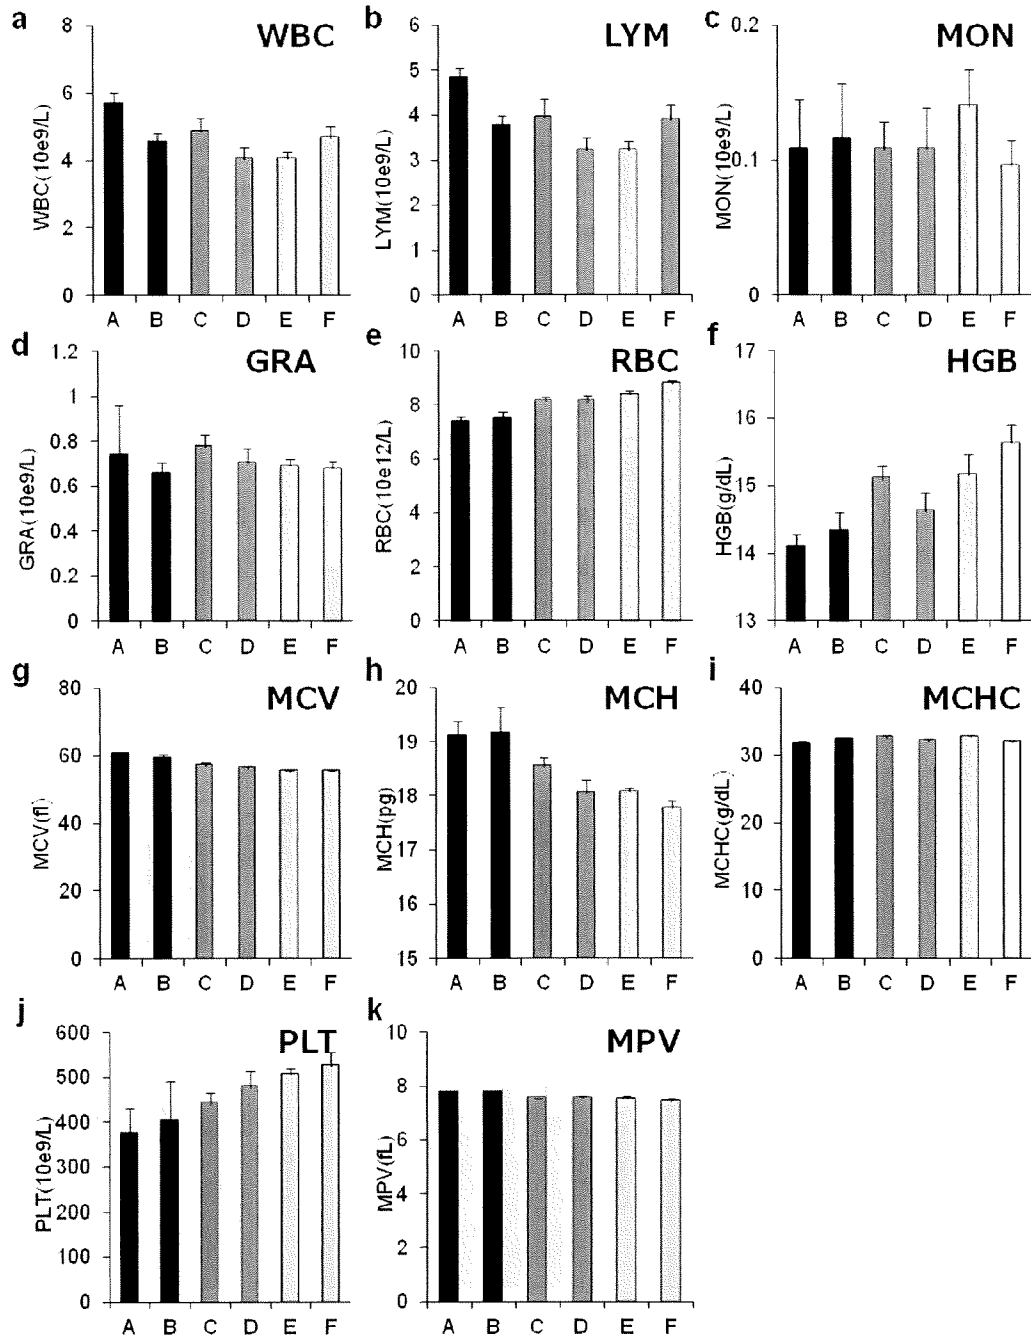 a
WBC
WBC(10e9/L)
8
6
4
2
0
A B C D E F
b
LYM
LYM(10e9/L)
6
5
4
3
2
1
0
A B C D E F
c
MON
MON(10e9/L)
0.2
0.1
0
A B C D E F
d
GRA
GRA(10e9/L)
1.2
1
0.8
0.6
0.4
0.2
0
A B C D E F
e
RBC
RBC(10e12/L)
10
8
6
4
2
0
A B C D E F
f
HGB
HGB(g/dL)
17
16
15
14
13
A B C D E F
g
MCV
MCV(fl)
80
60
40
20
0
A B C D E F
h
MCH
MCH(pg)
20
19
18
17
16
15
A B C D E F
i
MCHC
MCHC(g/dL)
40
30
20
10
0
A B C D E F
j
PLT
PLT(10e9/L)
600
500
400
300
200
100
0
A B C D E F
k
MPV
MPV(fL)
10
8
6
4
2
0
A B C D E F